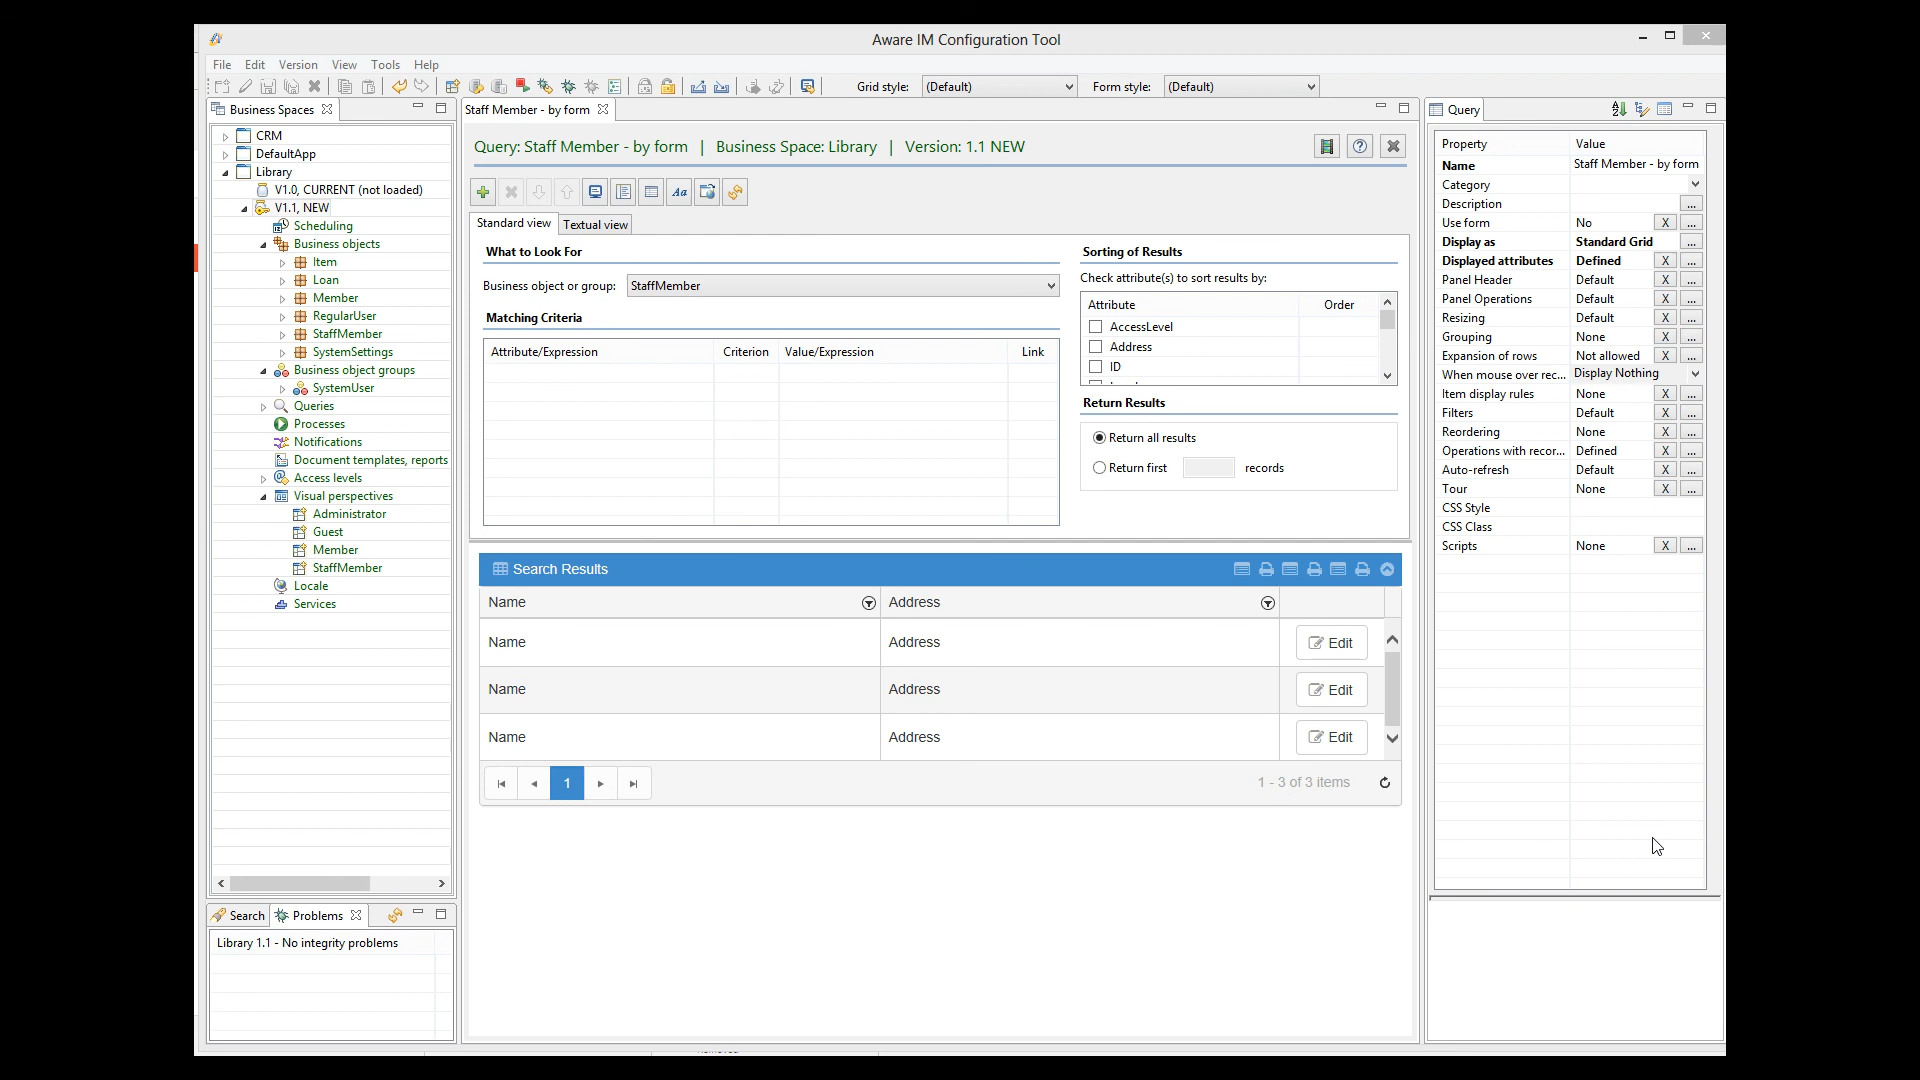 Aware IM Configuration Tool
File Edit Version View Tools Help
Grid style: (Default) Form style: (Default)
Business Spaces
CRM
DefaultApp
Library
V1.0, CURRENT (not loaded)
V1.1, NEW
Scheduling
Business objects
Item
Loan
Member
RegularUser
StaffMember
SystemSettings
Business object groups
SystemUser
Queries
Processes
Notifications
Document templates, reports
Access levels
Visual perspectives
Administrator
Guest
Member
StaffMember
Locale
Services
Search Problems
Library 1.1 - No integrity problems
Staff Member - by form
Query: Staff Member - by form | Business Space: Library | Version: 1.1 NEW
Aa
Standard view Textual view
What to Look For
Business object or group: StaffMember
Matching Criteria
Attribute/Expression Criterion Value/Expression Link
Sorting of Results
Check attribute(s) to sort results by:
Attribute Order
AccessLevel
Address
ID
Return Results
Return all results
Return first records
Search Results
Name Address
Name Address Edit
Name Address Edit
Name Address Edit
1 1 - 3 of 3 items
Query
Property Value
Name Staff Member - by form
Category
Description ...
Use form No X ...
Display as Standard Grid ...
Displayed attributes Defined X ...
Panel Header Default X ...
Panel Operations Default X ...
Resizing Default X ...
Grouping None X ...
Expansion of rows Not allowed X ...
When mouse over rec... Display Nothing
Item display rules None X ...
Filters Default X ...
Reordering None X ...
Operations with recor... Defined X ...
Auto-refresh Default X ...
Tour None X ...
CSS Style
CSS Class
Scripts None X ...